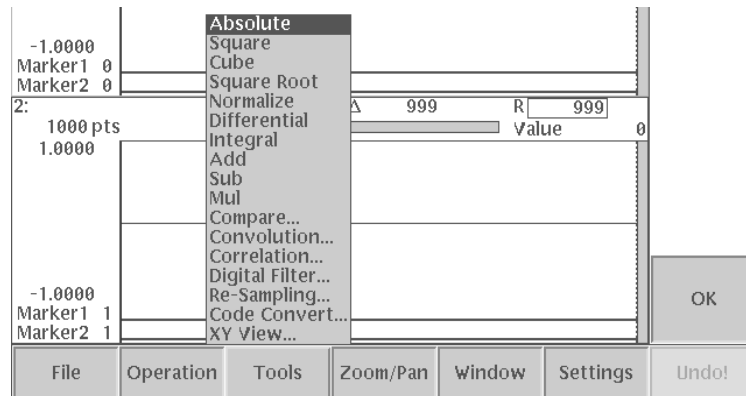 -1.0000
Marker1 0
Marker2 0
Absolute
Square
Cube
Square Root
Normalize
Differential
Integral
Add
Sub
Mul
Compare...
Convolution...
Correlation...
Digital Filter...
Re-Sampling...
Code Convert...
XY View...
2:
Δ 999
R 999
1000 pts
Value 0
1.0000
-1.0000
Marker1 1
Marker2 1
OK
File Operation Tools Zoom/Pan Window Settings Undo!